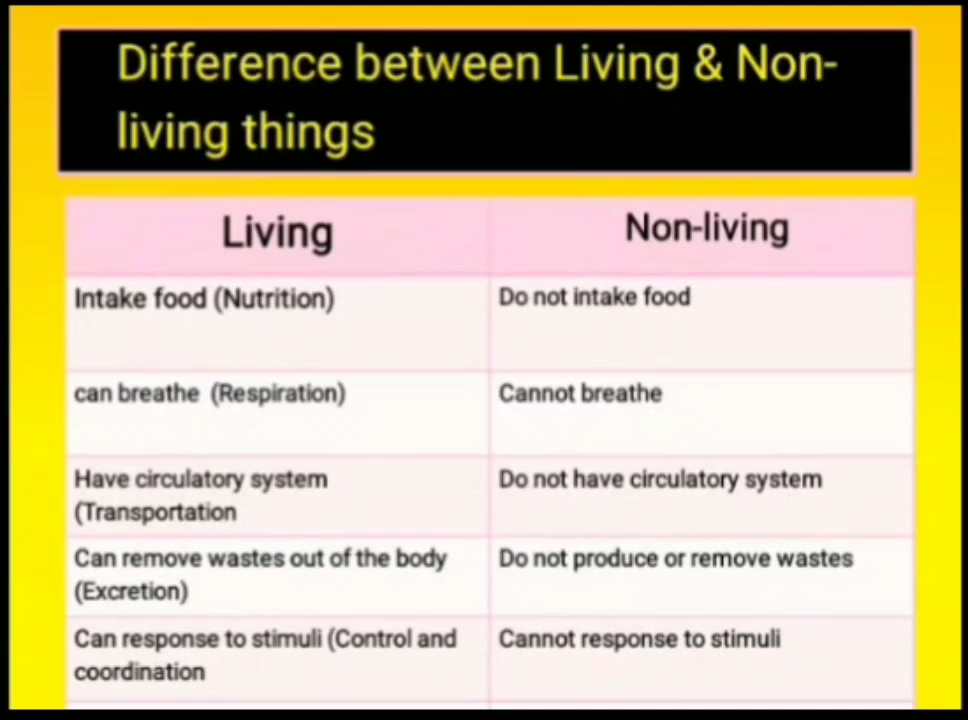 Difference between Living & Non-
living things
Living
Non-living
Intake food (Nutrition)
Do not intake food
can breathe (Respiration)
Cannot breathe
Have circulatory system
(Transportation
Do not have circulatory system
Can remove wastes out of the body
(Excretion)
Do not produce or remove wastes
Can response to stimuli (Control and
coordination
Cannot response to stimuli